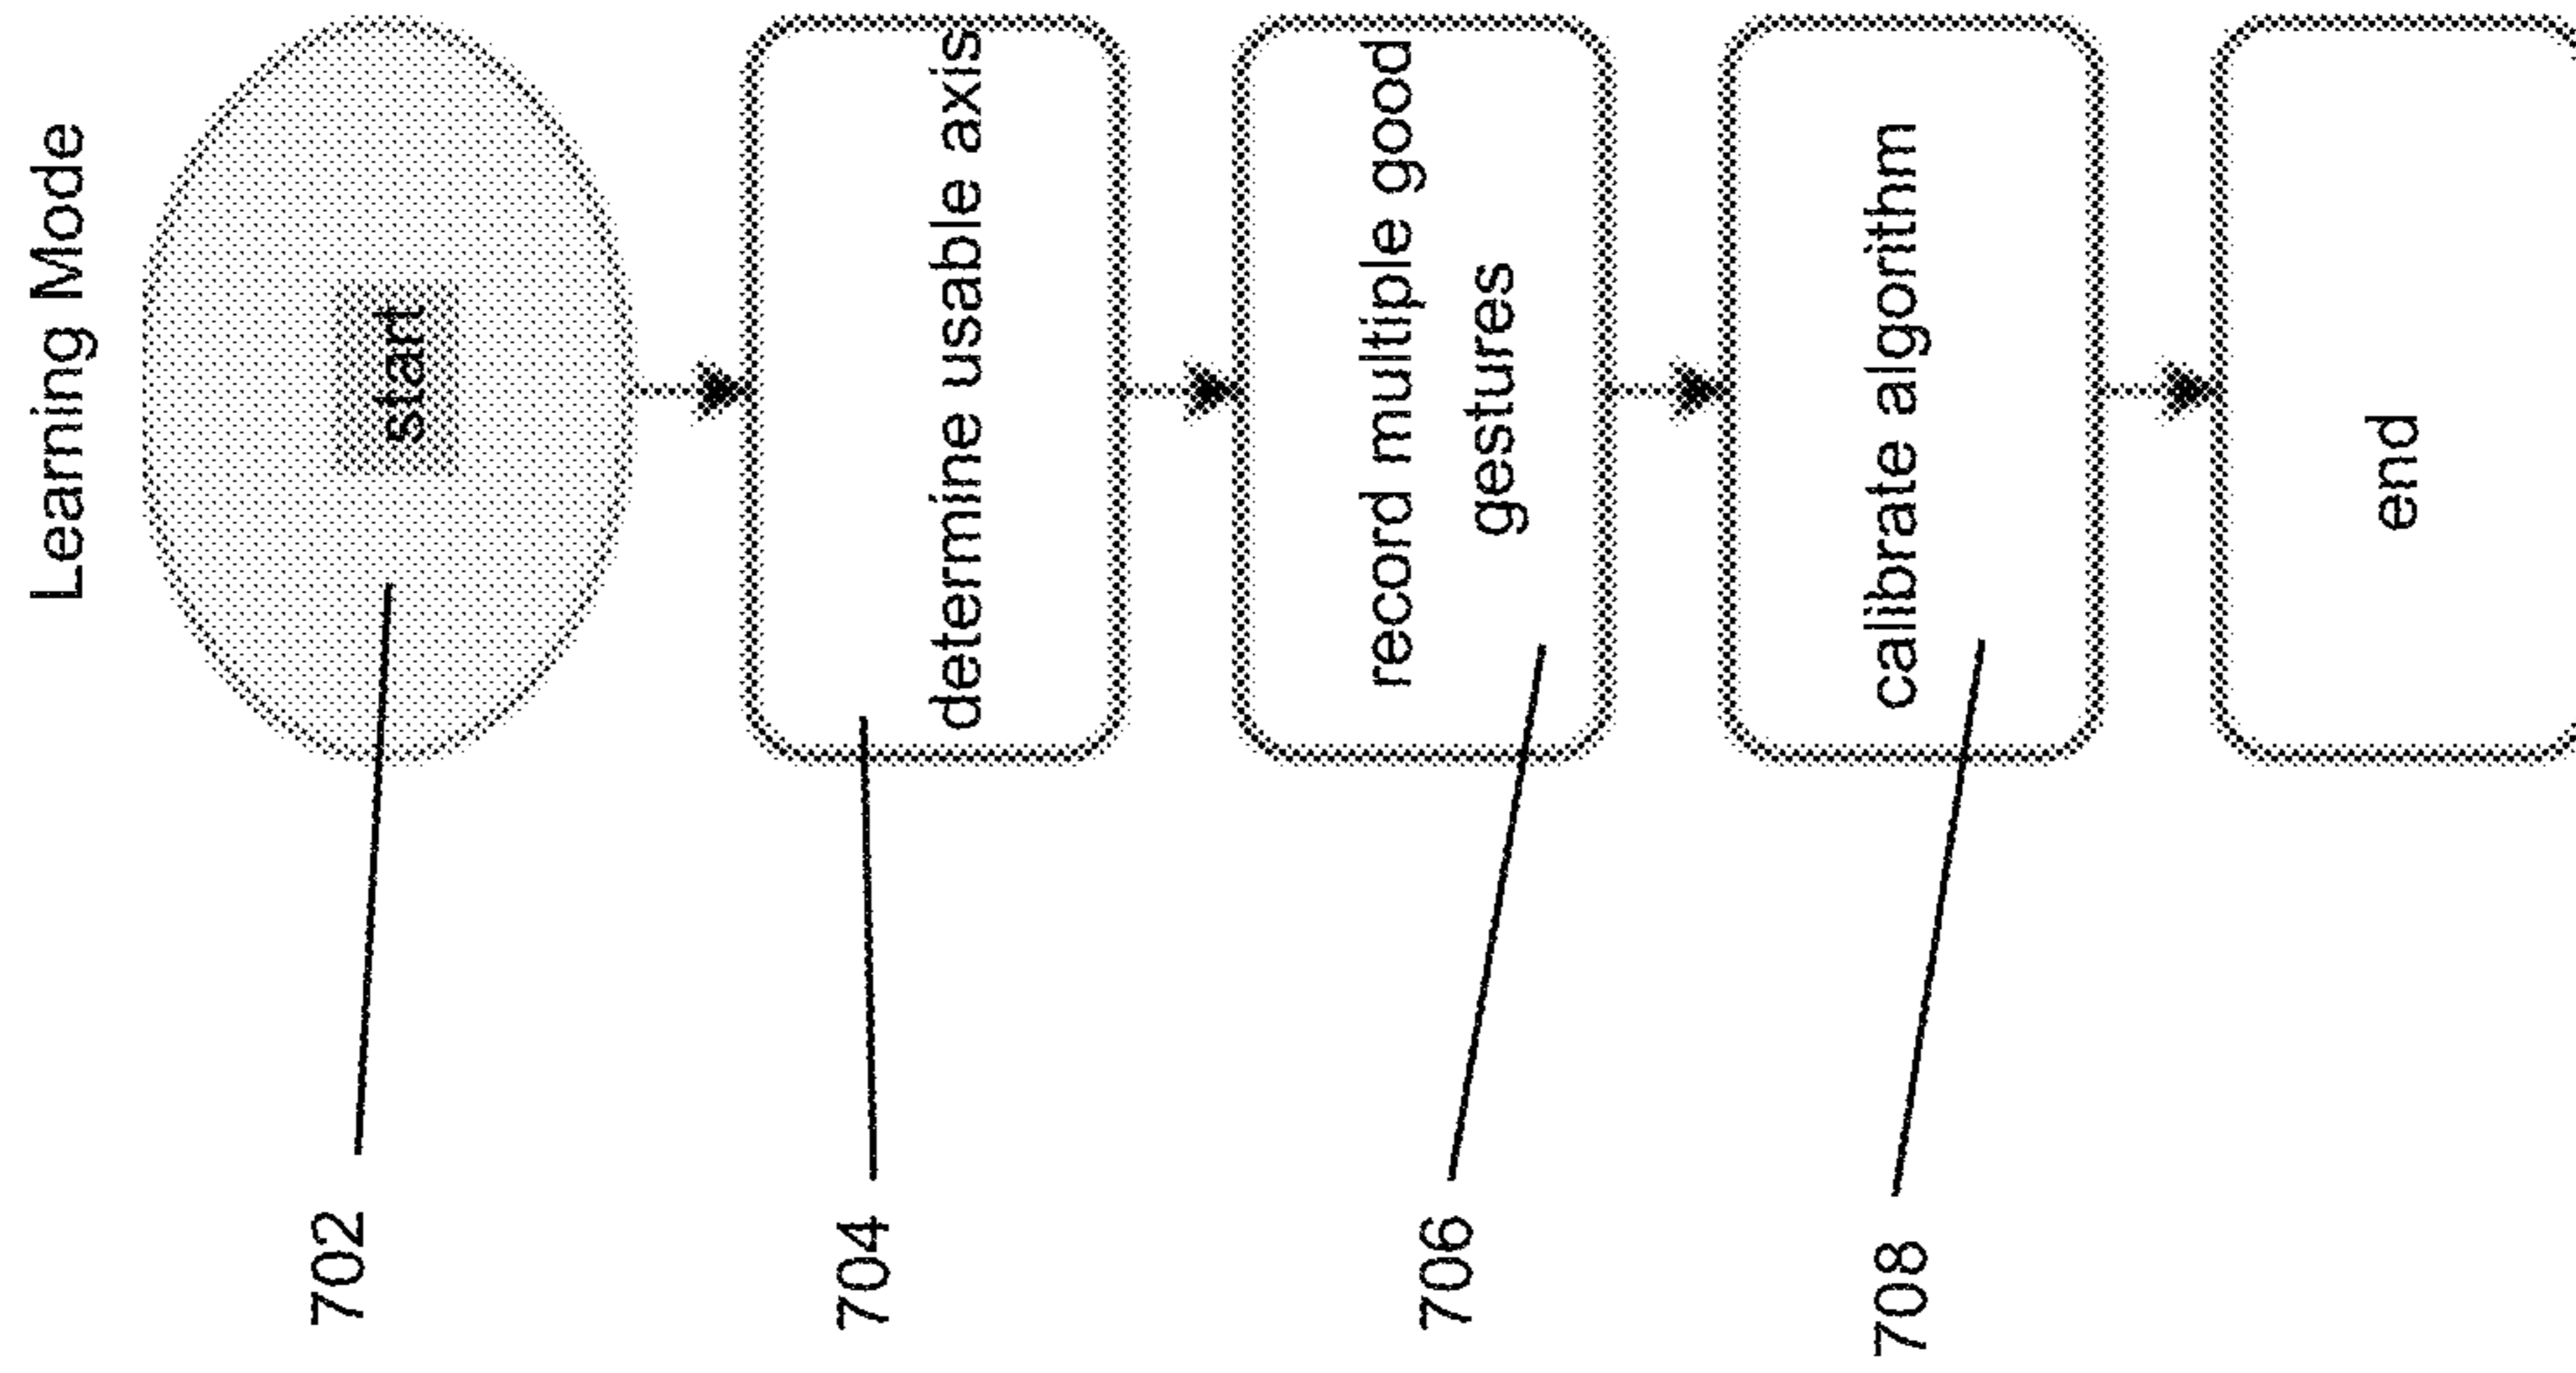 Learning Mode
702
start
704
determine usable axis
706
record multiple good
gestures
708
calibrate algorithm
end